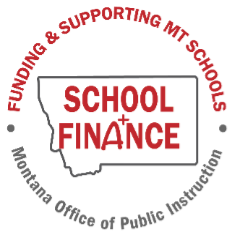 FUNDING & SUPPORTING MT SCHOOLS
SCHOOL
+
FINANCE
Montana Office of Public Instruction